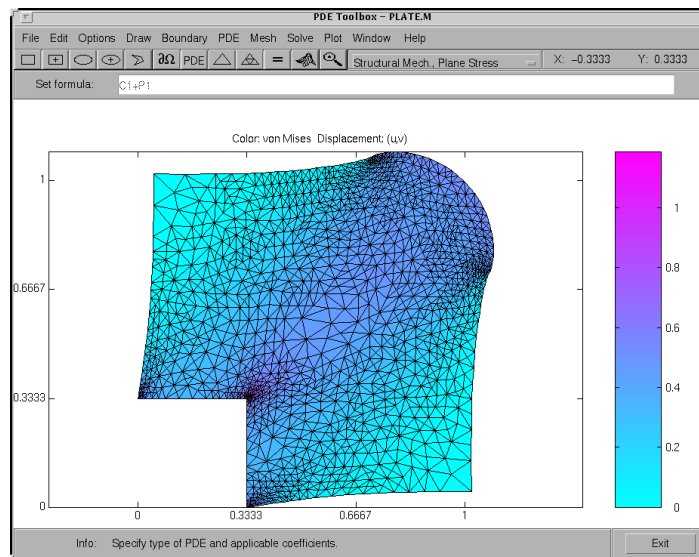 PDE Toolbox – PLATE.M
File Edit Options Draw Boundary PDE Mesh Solve Plot Window Help
∂Ω PDE = Structural Mech., Plane Stress X: -0.3333 Y: 0.3333
Set formula: C1+P1
Color: von Mises Displacement: (u,v)
1
0.6667
0.3333
0
0 0.3333 0.6667 1
1
0.8
0.6
0.4
0.2
0
Info: Specify type of PDE and applicable coefficients. Exit